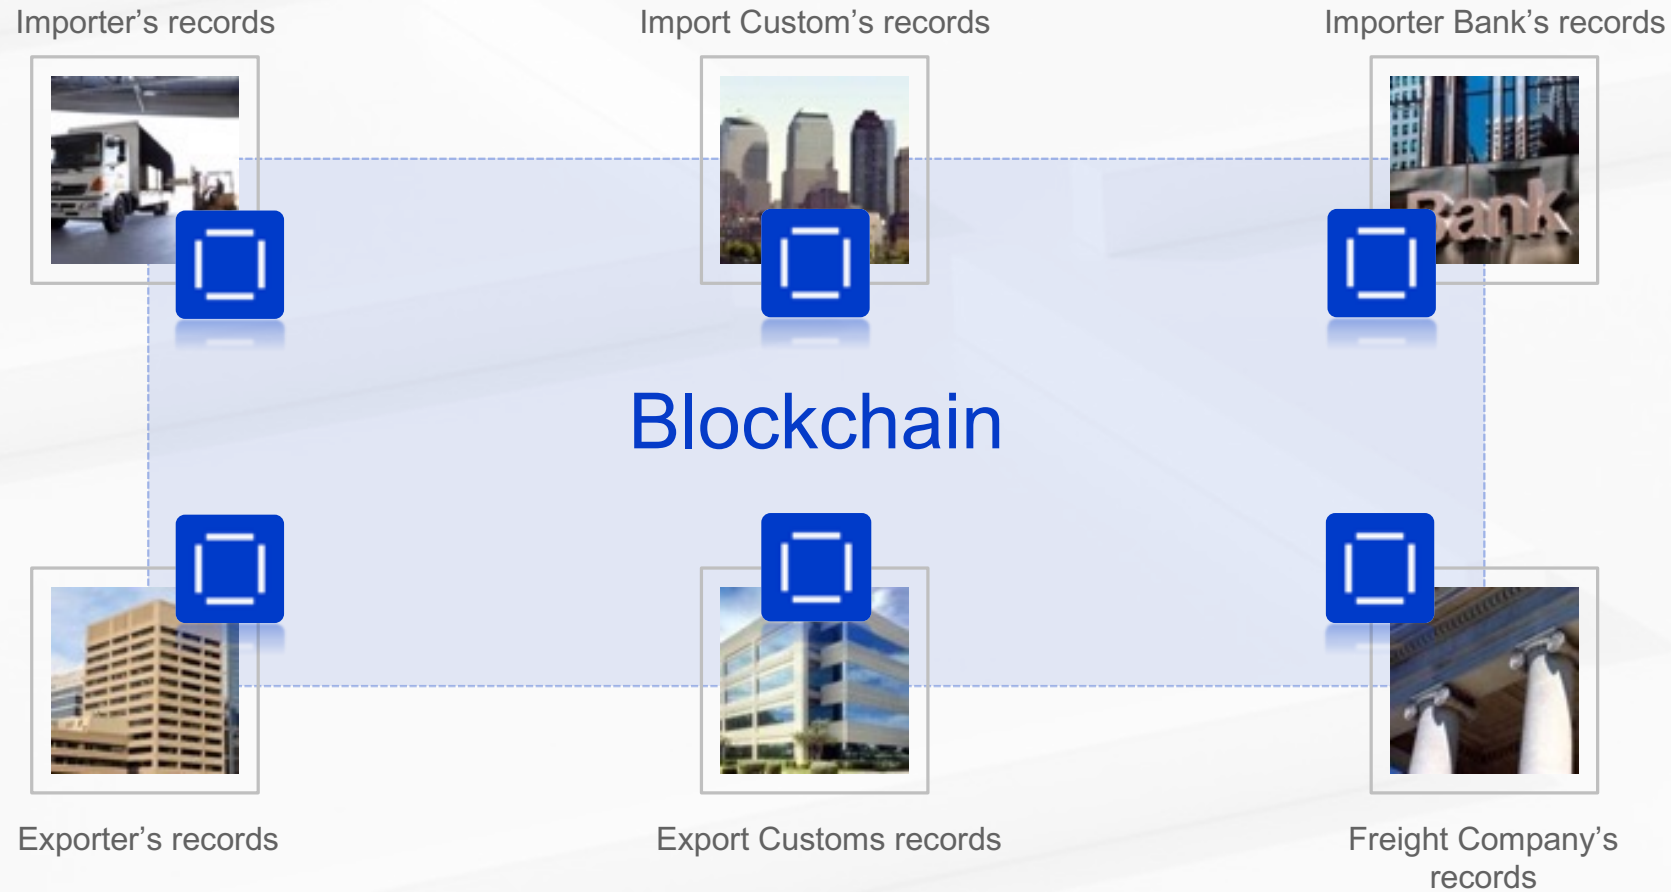 Importer’s records
Import Custom’s records
Importer Bank’s records
Bank
Blockchain
Exporter’s records
Export Customs records
Freight Company’s
records